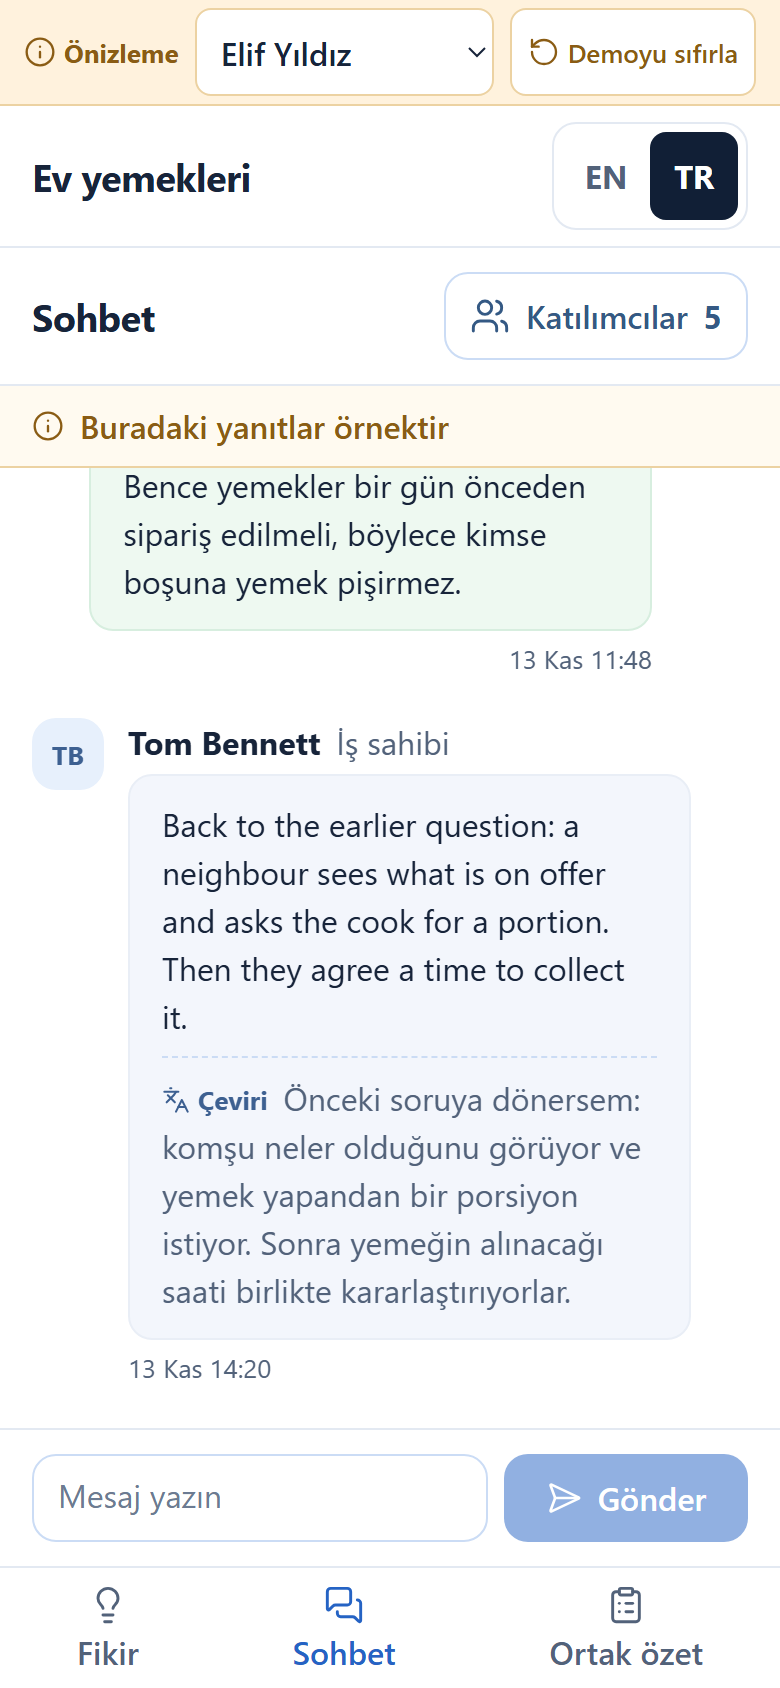 Önizleme
Elif Yıldız
Demoyu sıfırla
Ev yemekleri
EN
TR
Sohbet
Katılımcılar 5
Buradaki yanıtlar örnektir
Bence yemekler bir gün önceden
sipariş edilmeli, böylece kimse
boşuna yemek pişirmez.
13 Kas 11:48
TB
Tom Bennett İş sahibi
Back to the earlier question: a
neighbour sees what is on offer
and asks the cook for a portion.
Then they agree a time to collect
it.
Çeviri Önceki soruya dönersem:
komşu neler olduğunu görüyor ve
yemek yapandan bir porsiyon
istiyor. Sonra yemeğin alınacağı
saati birlikte kararlaştırıyorlar.
13 Kas 14:20
Mesaj yazın
Gönder
Fikir
Sohbet
Ortak özet